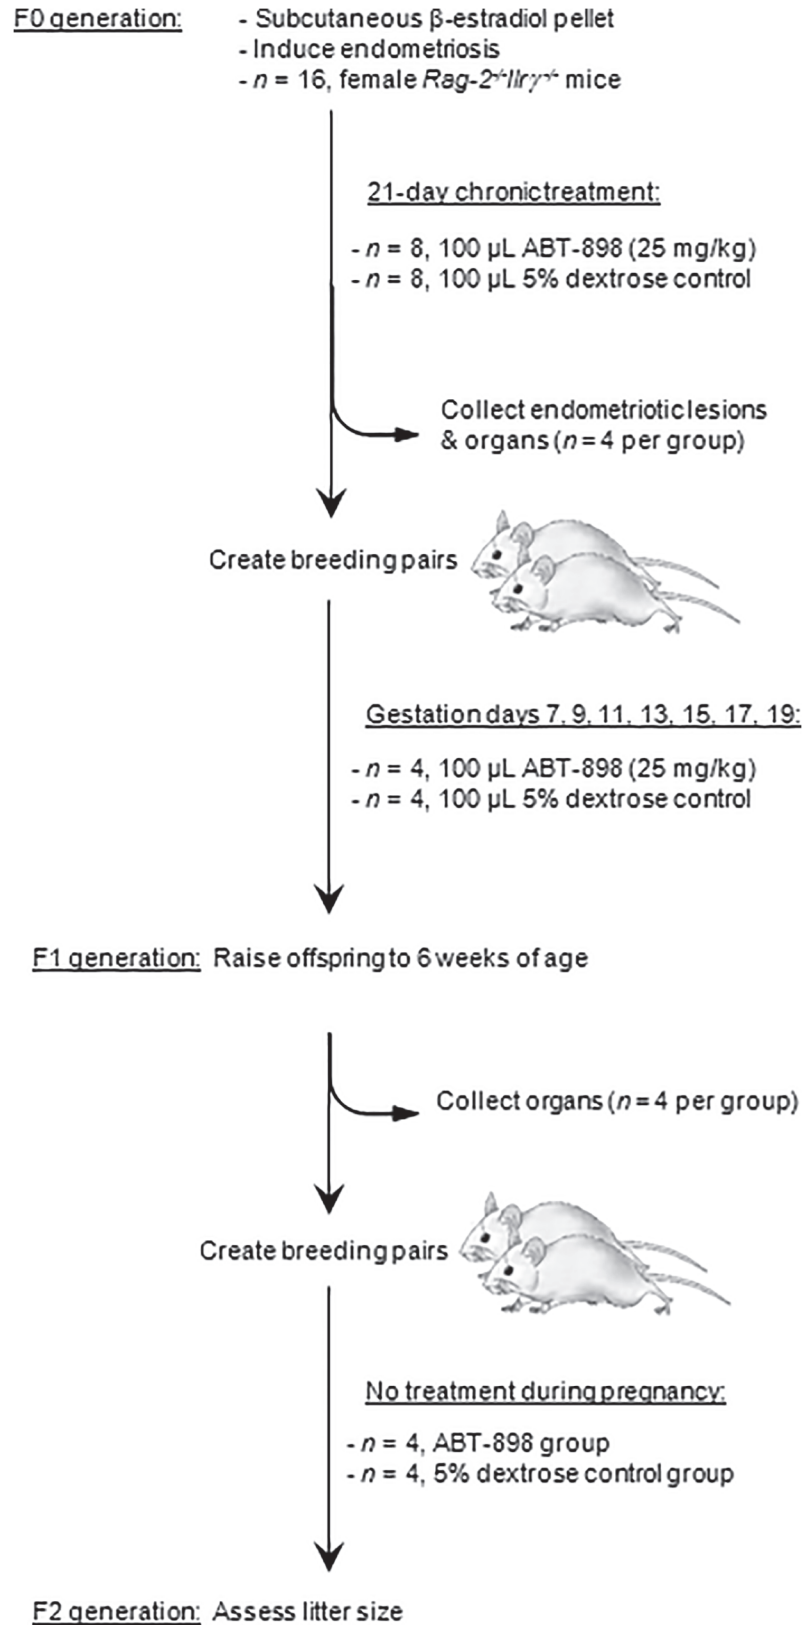 F0 generation: - Subcutaneous β-estradiol pellet
- Induce endometriosis
- n = 16, female Rag-2-/-Ilrγ-/- mice
21-day chronictreatment:
- n = 8, 100 µL ABT-898 (25 mg/kg)
- n = 8, 100 µL 5% dextrose control
Collect endometrioticlesions
& organs (n = 4 per group)
Create breeding pairs
Gestation days 7, 9, 11, 13, 15, 17, 19:
- n = 4, 100 µL ABT-898 (25 mg/kg)
- n = 4, 100 µL 5% dextrose control
F1 generation: Raise offspring to 6 weeks of age
Collect organs (n = 4 per group)
Create breeding pairs
No treatment during pregnancy:
- n = 4, ABT-898 group
- n = 4, 5% dextrose control group
F2 generation: Assess litter size